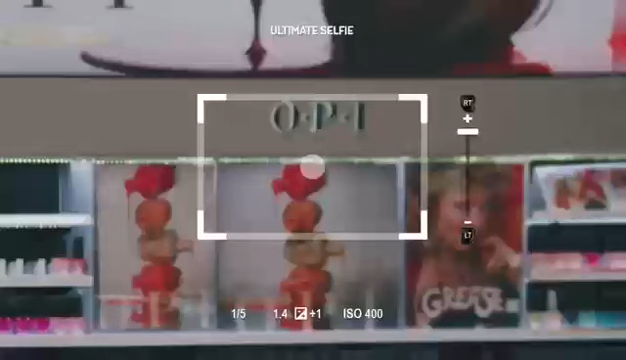 ULTIMATE SELFIE
RT
+
O·P·I
-
LT
GREASE
1/5 1.4 +1 ISO 400